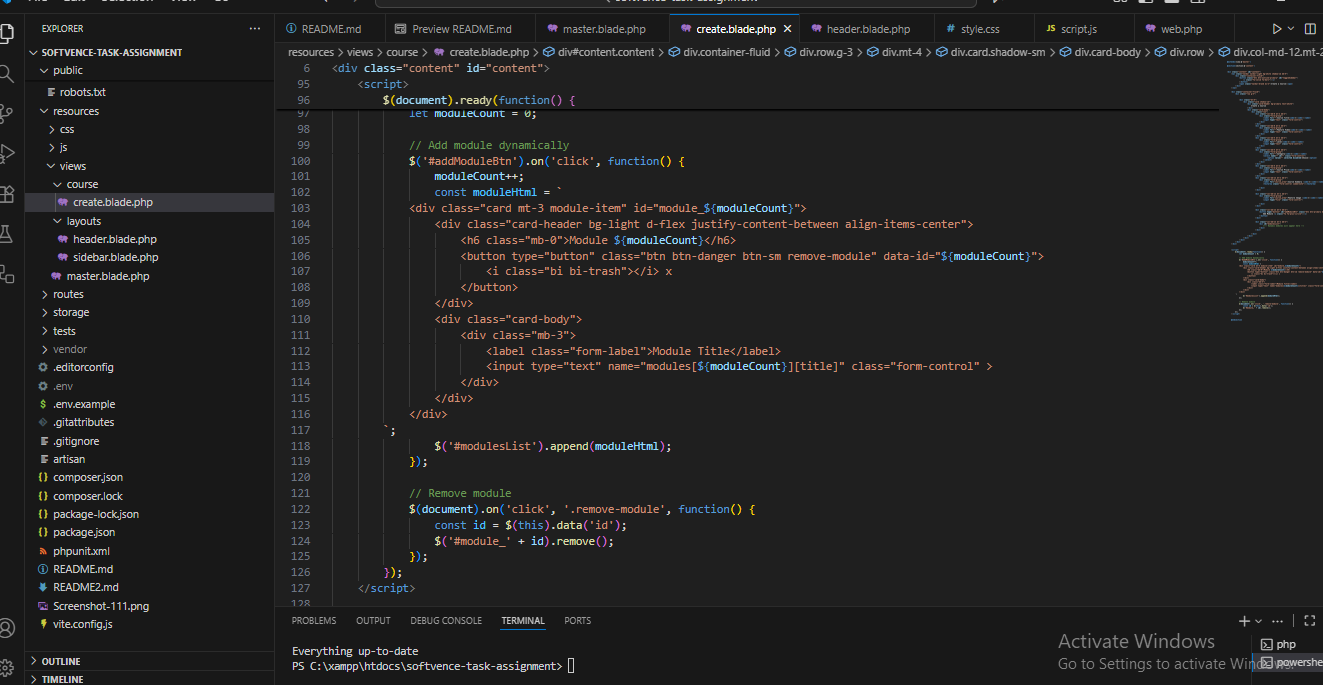 EXPLORER
SOFTVENCE-TASK-ASSIGNMENT
public
robots.txt
resources
css
js
views
course
create.blade.php
layouts
header.blade.php
sidebar.blade.php
master.blade.php
routes
storage
tests
vendor
.editorconfig
.env
.env.example
.gitattributes
.gitignore
artisan
composer.json
composer.lock
package-lock.json
package.json
phpunit.xml
README.md
README2.md
Screenshot-111.png
vite.config.js
OUTLINE
TIMELINE
README.md Preview README.md master.blade.php create.blade.php header.blade.php style.css script.js web.php
resources > views > course > create.blade.php > div#content.content > div.container-fluid > div.row.g-3 > div.mt-4 > div.card.shadow-sm > div.card-body > div.row > div.col-md-12.mt-2
6 <div class="content" id="content">
95 <script>
96 $(document).ready(function() {
97 let moduleCount = 0;
98
99 // Add module dynamically
100 $('#addModuleBtn').on('click', function() {
101 moduleCount++;
102 const moduleHtml = `
103 <div class="card mt-3 module-item" id="module_${moduleCount}">
104 <div class="card-header bg-light d-flex justify-content-between align-items-center">
105 <h6 class="mb-0">Module ${moduleCount}</h6>
106 <button type="button" class="btn btn-danger btn-sm remove-module" data-id="${moduleCount}">
107 <i class="bi bi-trash"></i> x
108 </button>
109 </div>
110 <div class="card-body">
111 <div class="mb-3">
112 <label class="form-label">Module Title</label>
113 <input type="text" name="modules[${moduleCount}][title]" class="form-control" >
114 </div>
115 </div>
116 </div>
117 `;
118 $('#modulesList').append(moduleHtml);
119 });
120
121 // Remove module
122 $(document).on('click', '.remove-module', function() {
123 const id = $(this).data('id');
124 $('#module_' + id).remove();
125 });
126 });
127 </script>
128
PROBLEMS OUTPUT DEBUG CONSOLE TERMINAL PORTS
Everything up-to-date
PS C:\xampp\htdocs\softvence-task-assignment>
php
powershe
Activate Windows
Go to Settings to activate Windows.